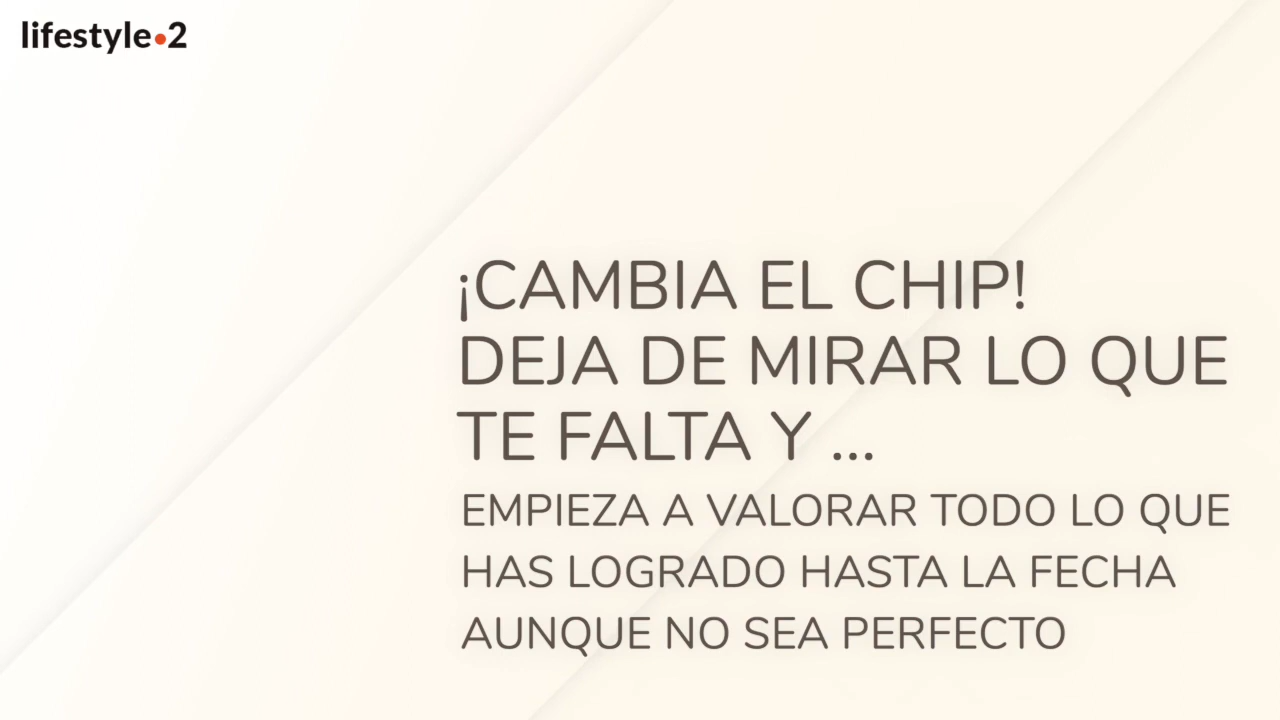 lifestyle•2
¡CAMBIA EL CHIP!
DEJA DE MIRAR LO QUE
TE FALTA Y ...
EMPIEZA A VALORAR TODO LO QUE
HAS LOGRADO HASTA LA FECHA
AUNQUE NO SEA PERFECTO